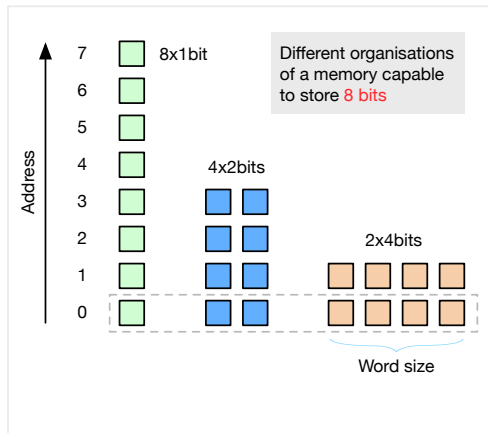 7
8x1bit
Different organisations
of a memory capable
to store 8 bits
6
5
4
4x2bits
3
Address
2
2x4bits
1
0
Word size